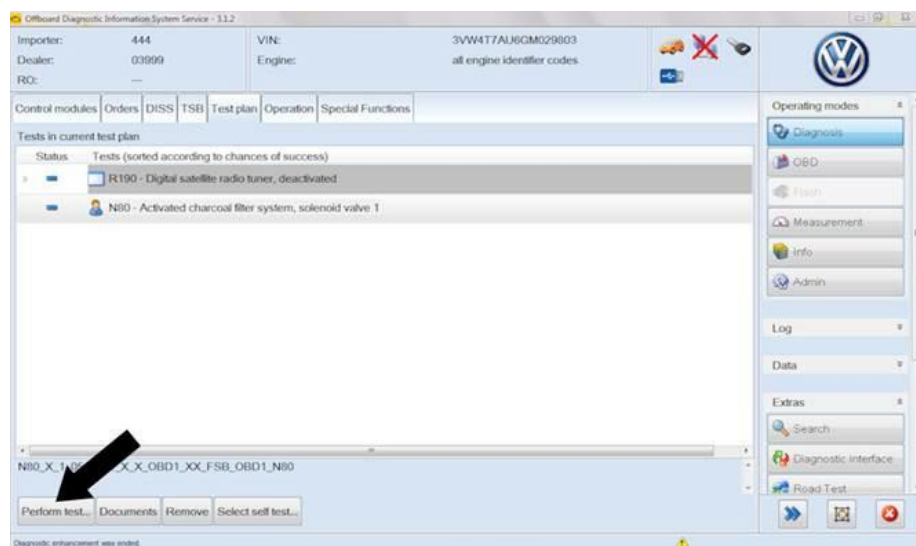 Offboard Diagnostic Information System Service - 3.1.2
Importer: 444 VIN: 3VW4T7AU6GM029803
Dealer: 03999 Engine: all engine identifier codes
RO: ---
Control modules Orders DISS TSB Test plan Operation Special Functions
Tests in current test plan
Status Tests (sorted according to chances of success)
R190 - Digital satellite radio tuner, deactivated
N80 - Activated charcoal filter system, solenoid valve 1
X_X_OBD1_XX_FSB_OBD1_N80
Perform test... Documents Remove Select self test...
Diagnostic enhancement was ended.
Operating modes
Diagnosis
OBD
Flash
Measurement
Info
Admin
Log
Data
Extras
Search
Diagnostic Interface
Road Test